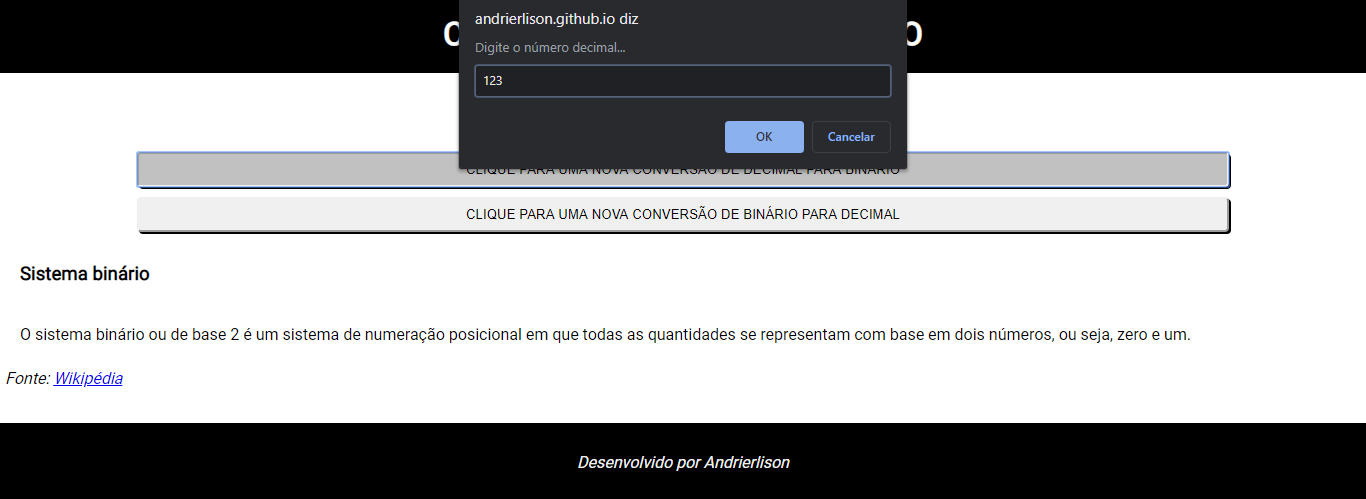 andrierlison.github.io diz
Digite o número decimal...
123
OK Cancelar
CLIQUE PARA UMA NOVA CONVERSÃO DE DECIMAL PARA BINÁRIO
CLIQUE PARA UMA NOVA CONVERSÃO DE BINÁRIO PARA DECIMAL
Sistema binário
O sistema binário ou de base 2 é um sistema de numeração posicional em que todas as quantidades se representam com base em dois números, ou seja, zero e um.
Fonte: Wikipédia
Desenvolvido por Andrierlison